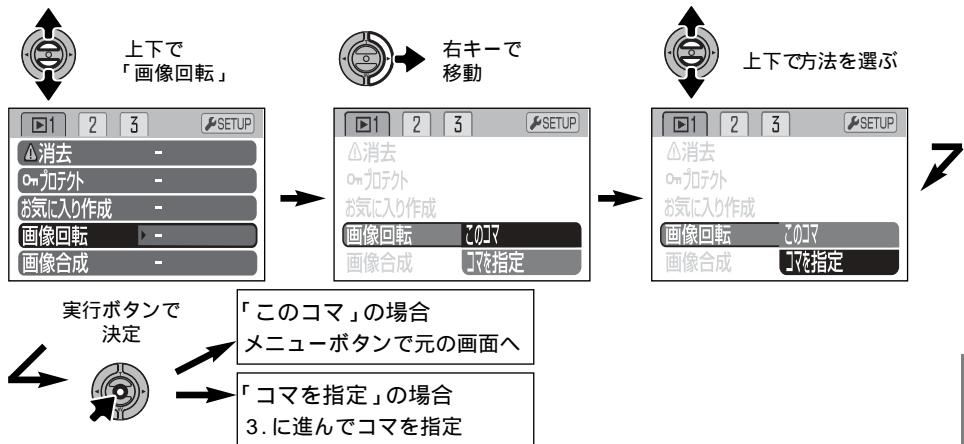 上下で
「画像回転」
右キーで
移動
上下で方法を選ぶ
1 2 3 SETUP
消去 -
プロテクト -
お気に入り作成 -
画像回転 -
画像合成 -
1 2 3 SETUP
消去
プロテクト
お気に入り作成
画像回転 このコマ
画像合成 コマを指定
1 2 3 SETUP
消去
プロテクト
お気に入り作成
画像回転 このコマ
画像合成 コマを指定
実行ボタンで
決定
「このコマ」の場合
メニューボタンで元の画面へ
「コマを指定」の場合
3.に進んでコマを指定